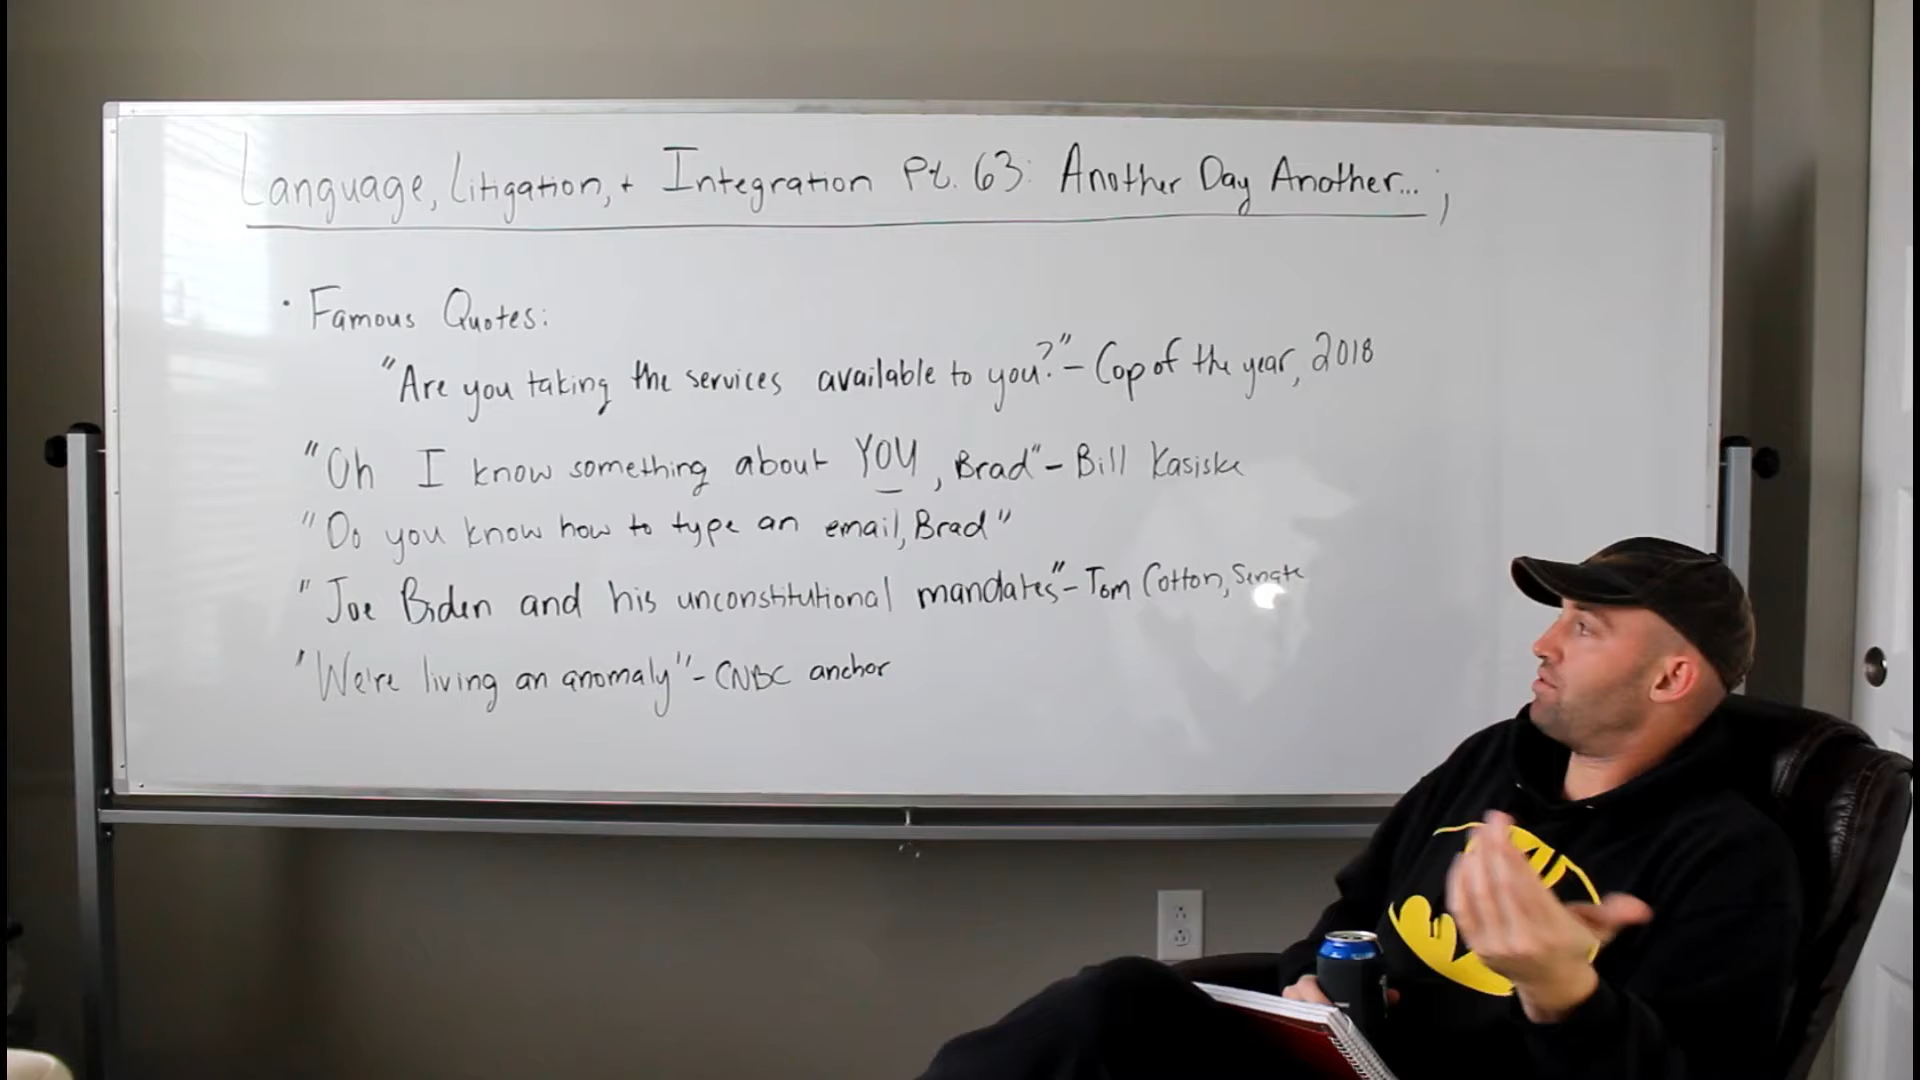 Language, Litigation, + Integration Pt. 63: Another Day Another... ;
· Famous Quotes:
"Are you taking the services available to you?" - Cop of the year, 2018
"Oh I know something about YOU, Brad" - Bill Kasiske
"Do you know how to type an email, Brad"
"Joe Biden and his unconstitutional mandates" - Tom Cotton, Senate
"We're living an anomaly" - CNBC anchor